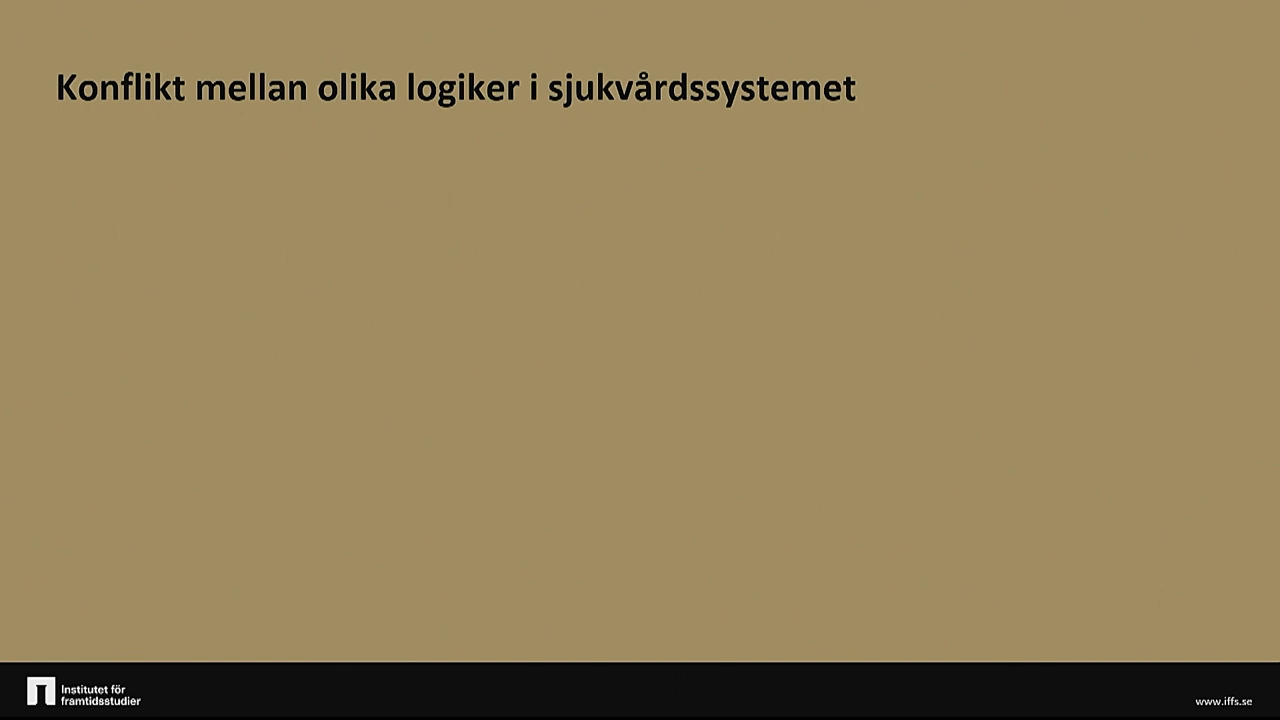 Konflikt mellan olika logiker i sjukvårdssystemet
Institutet för
framtidsstudier
www.iffs.se